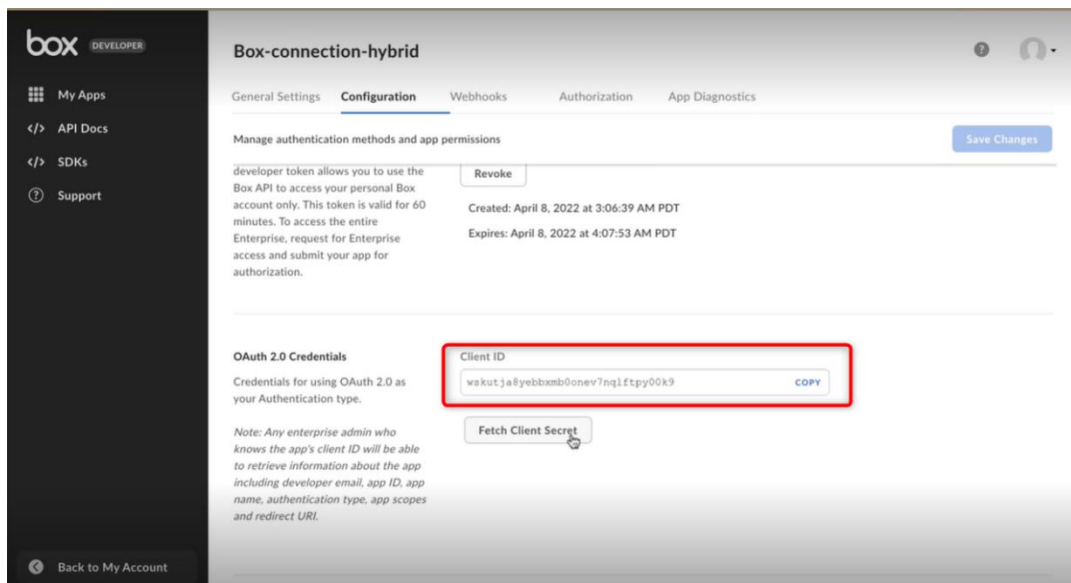 box DEVELOPER
My Apps
API Docs
SDKs
Support
Back to My Account
Box-connection-hybrid
General Settings Configuration Webhooks Authorization App Diagnostics
Manage authentication methods and app permissions
Save Changes
developer token allows you to use the
Box API to access your personal Box
account only. This token is valid for 60
minutes. To access the entire
Enterprise, request for Enterprise
access and submit your app for
authorization.
Revoke
Created: April 8, 2022 at 3:06:39 AM PDT
Expires: April 8, 2022 at 4:07:53 AM PDT
OAuth 2.0 Credentials
Credentials for using OAuth 2.0 as
your Authentication type.
Note: Any enterprise admin who
knows the app's client ID will be able
to retrieve information about the app
including developer email, app ID, app
name, authentication type, app scopes
and redirect URI.
Client ID
wskutja8yebbxmb0onev7nqlftpy00k9 COPY
Fetch Client Secret